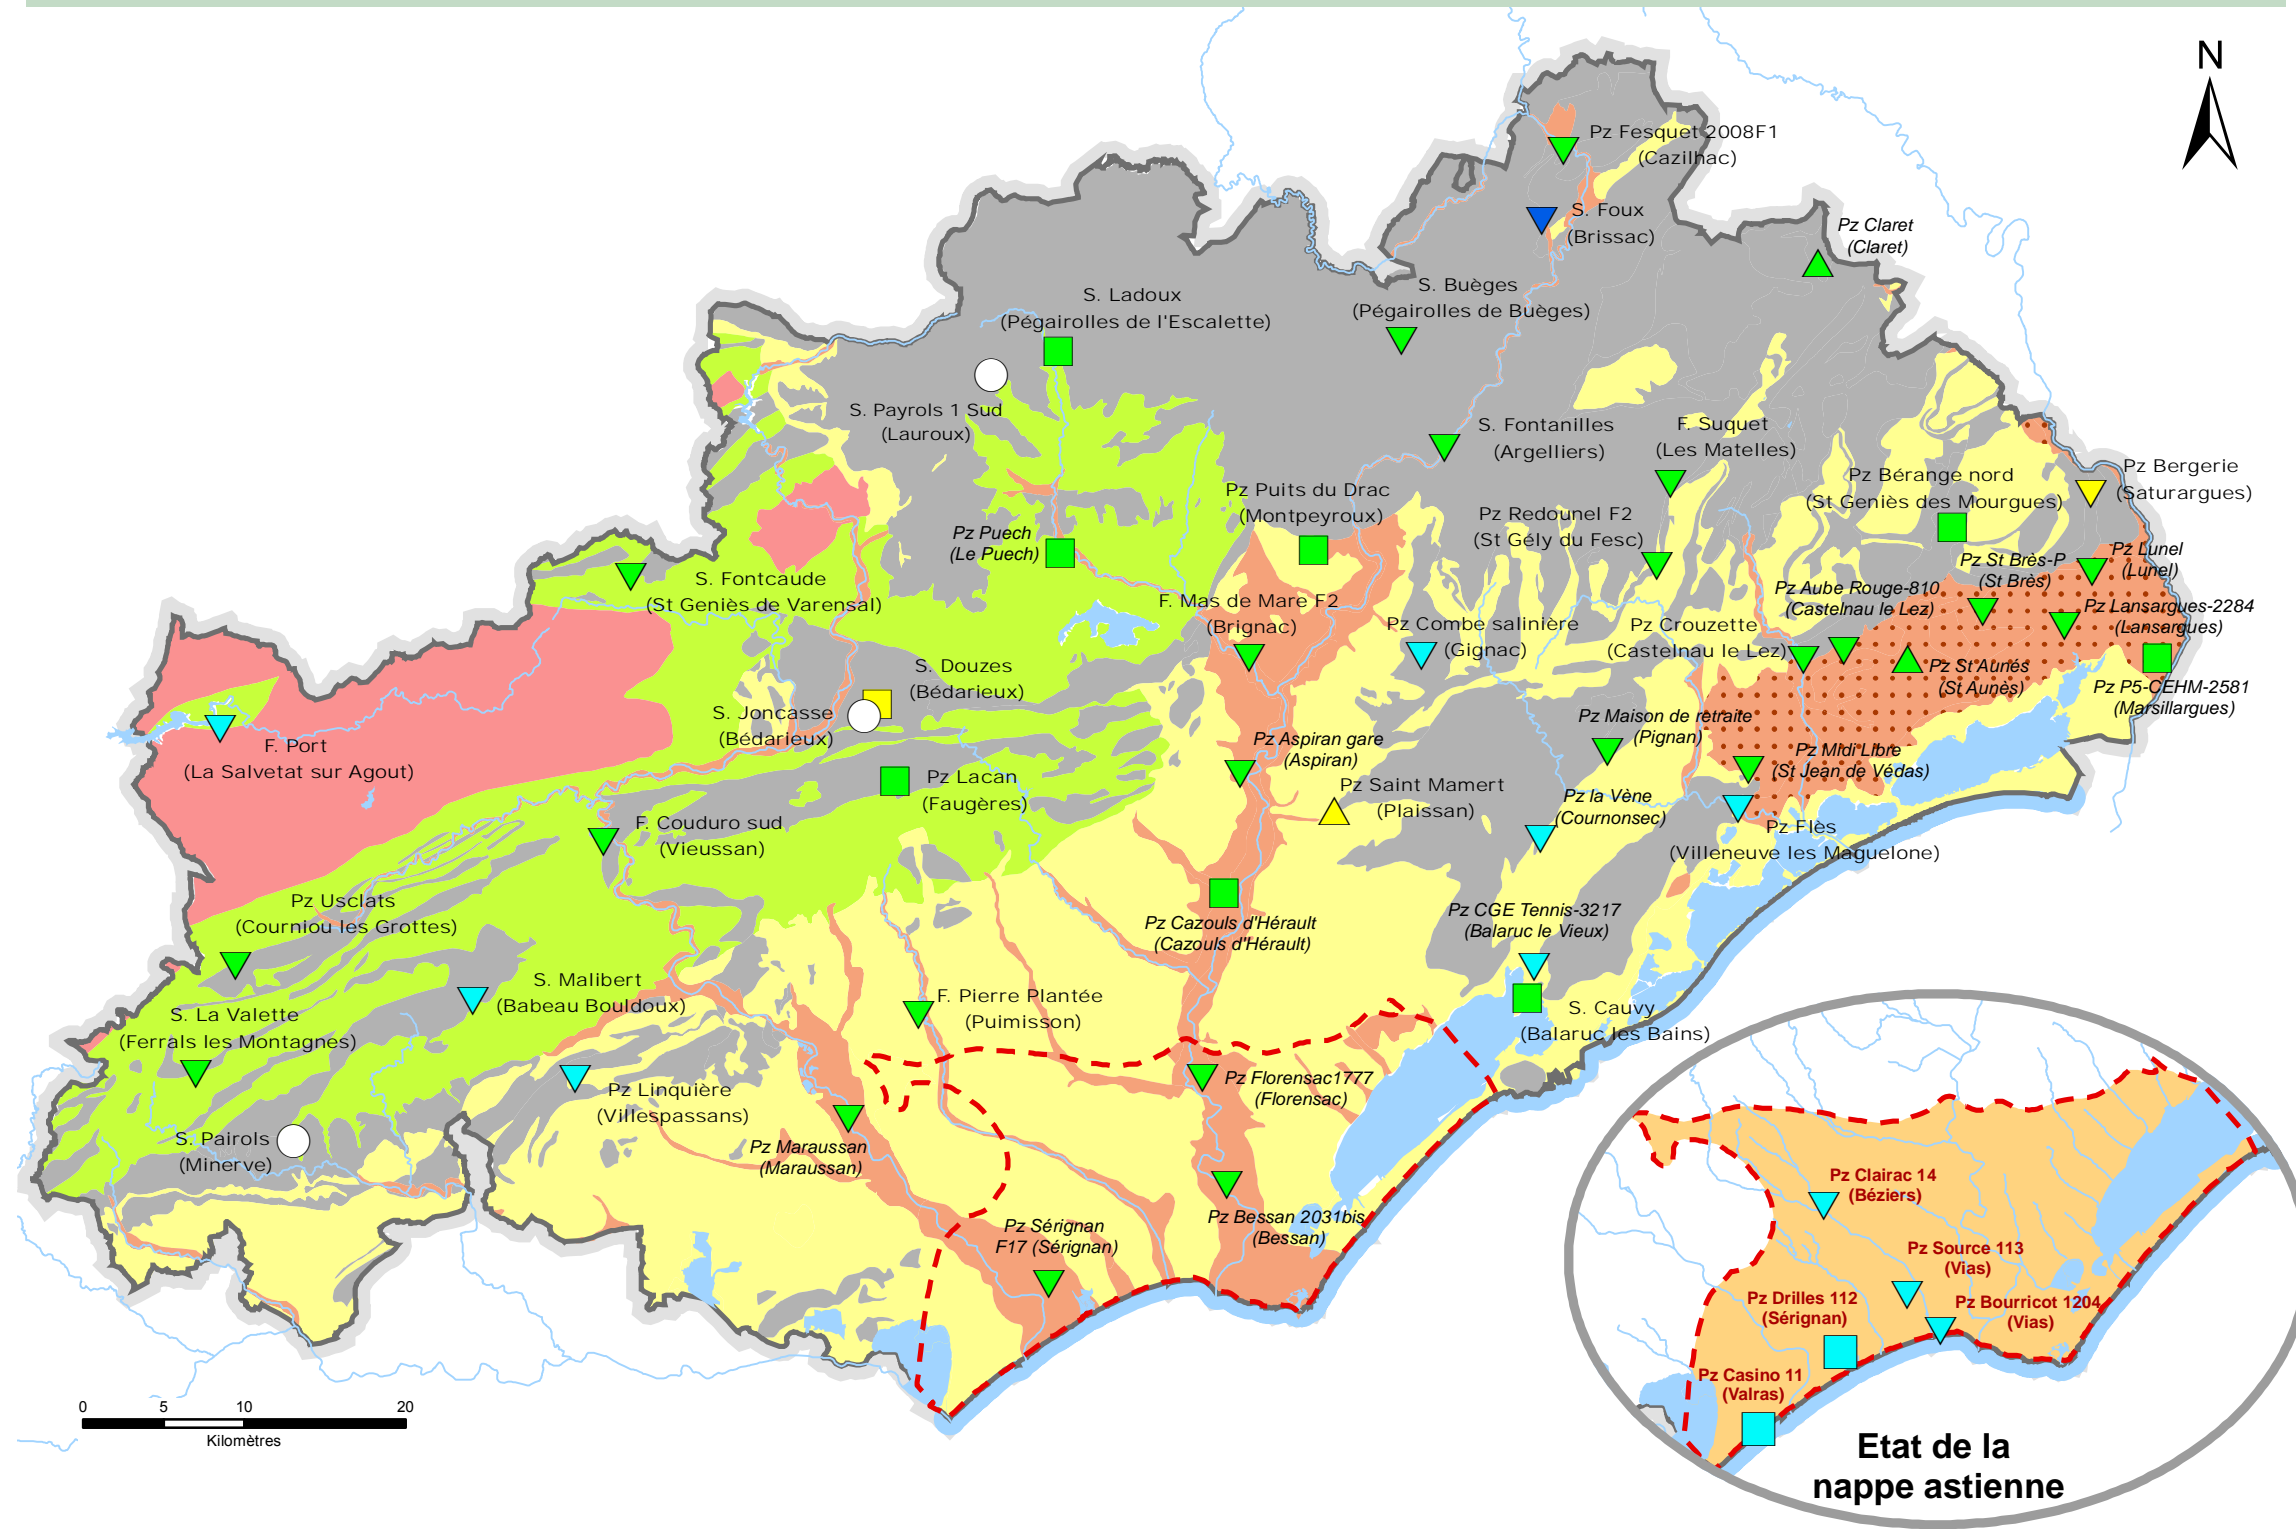 N
Pz Fesquet 2008F1
(Cazilhac)
S. Foux
(Brissac)
Pz Claret
(Claret)
S. Buèges
(Pégairolles de Buèges)
S. Ladoux
(Pégairolles de l'Escalette)
S. Payrols 1 Sud
(Lauroux)
S. Fontanilles
(Argelliers)
F. Suquet
(Les Matelles)
Pz Bérange nord
(St Geniès des Mourgues)
Pz Bergerie
(Saturargues)
Pz Puits du Drac
(Montpeyroux)
Pz Redounel F2
(St Gély du Fesc)
Pz Puech
(Le Puech)
Pz St Brès-P
(St Brès)
Pz Lunel
(Lunel)
S. Fontcaude
(St Geniès de Varensal)
F. Mas de Mare F2
(Brignac)
Pz Aube Rouge-810
(Castelnau le Lez)
Pz Lansargues-2284
(Lansargues)
Pz Combe salinière
(Gignac)
Pz Crouzette
(Castelnau le Lez)
Pz St Aunés
(St Aunès)
Pz P5-CEHM-2581
(Marsillargues)
S. Douzes
(Bédarieux)
S. Joncasse
(Bédarieux)
F. Port
(La Salvetat sur Agout)
Pz Maison de retraite
(Pignan)
Pz Midi Libre
(St Jean de Védas)
Pz Aspiran gare
(Aspiran)
Pz Lacan
(Faugères)
Pz Saint Mamert
(Plaissan)
Pz la Vène
(Cournonsec)
F. Couduro sud
(Vieussan)
Pz Flès
(Villeneuve les Maguelone)
Pz Usclats
(Courniou les Grottes)
Pz Cazouls d'Hérault
(Cazouls d'Hérault)
Pz CGE Tennis-3217
(Balaruc le Vieux)
S. Malibert
(Babeau Bouldoux)
F. Pierre Plantée
(Puimisson)
S. Cauvy
(Balaruc les Bains)
S. La Valette
(Ferrals les Montagnes)
Pz Linquière
(Villespassans)
Pz Florensac1777
(Florensac)
S. Pairols
(Minerve)
Pz Maraussan
(Maraussan)
Pz Sérignan
F17 (Sérignan)
Pz Bessan 2031bis
(Bessan)
Pz Clairac 14
(Béziers)
Pz Source 113
(Vias)
Pz Drilles 112
(Sérignan)
Pz Bourricot 1204
(Vias)
Pz Casino 11
(Valras)
Etat de la
nappe astienne
0 5 10 20
Kilomètres